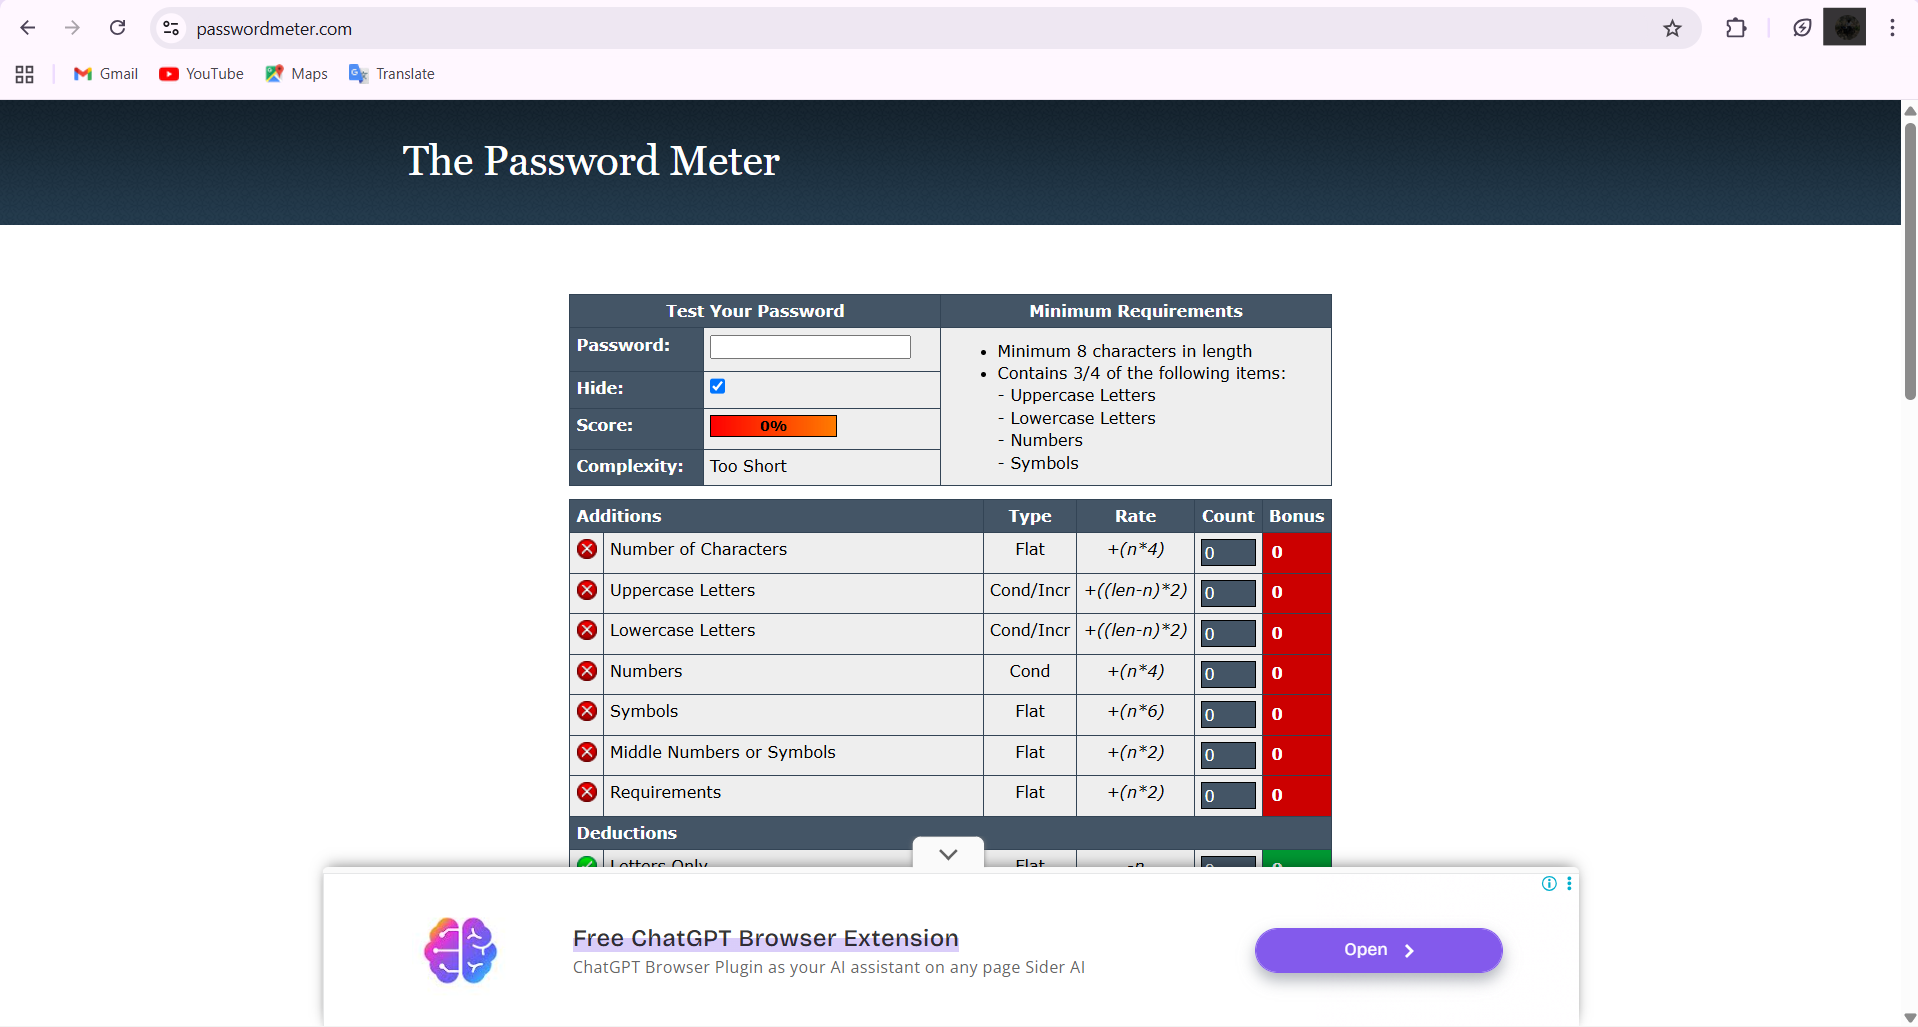 passwordmeter.com
Gmail YouTube Maps Translate
The Password Meter
Test Your Password Minimum Requirements
Password:
Hide:
Score: 0%
Complexity: Too Short
• Minimum 8 characters in length
• Contains 3/4 of the following items:
- Uppercase Letters
- Lowercase Letters
- Numbers
- Symbols
Additions Type Rate Count Bonus
Number of Characters Flat +(n*4) 0 0
Uppercase Letters Cond/Incr +((len-n)*2) 0 0
Lowercase Letters Cond/Incr +((len-n)*2) 0 0
Numbers Cond +(n*4) 0 0
Symbols Flat +(n*6) 0 0
Middle Numbers or Symbols Flat +(n*2) 0 0
Requirements Flat +(n*2) 0 0
Deductions
Letters Only Flat -n 0 0
Free ChatGPT Browser Extension
ChatGPT Browser Plugin as your AI assistant on any page Sider AI
Open